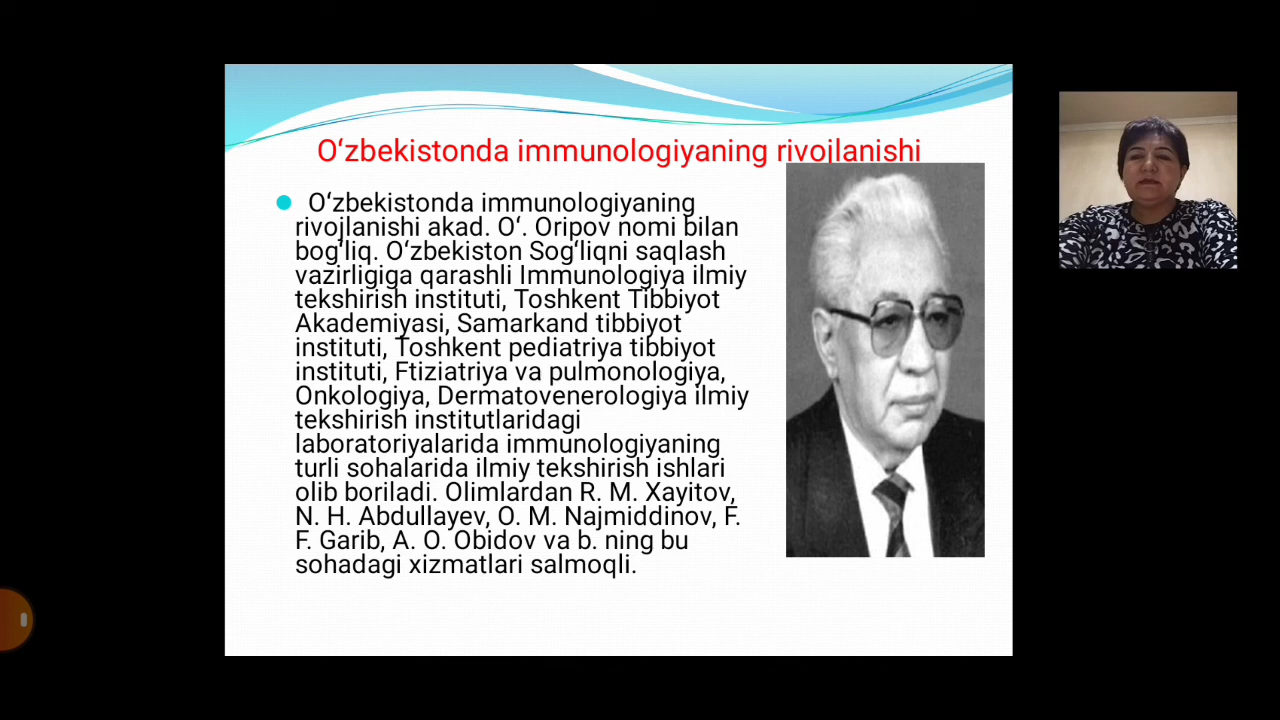 O‘zbekistonda immunologiyaning rivojlanishi
O‘zbekistonda immunologiyaning
rivojlanishi akad. O‘. Oripov nomi bilan
bog‘liq. O‘zbekiston Sog‘liqni saqlash
vazirligiga qarashli Immunologiya ilmiy
tekshirish instituti, Toshkent Tibbiyot
Akademiyasi, Samarkand tibbiyot
instituti, Toshkent pediatriya tibbiyot
instituti, Ftiziatriya va pulmonologiya,
Onkologiya, Dermatovenerologiya ilmiy
tekshirish institutlaridagi
laboratoriyalarida immunologiyaning
turli sohalarida ilmiy tekshirish ishlari
olib boriladi. Olimlardan R. M. Xayitov,
N. H. Abdullayev, O. M. Najmiddinov, F.
F. Garib, A. O. Obidov va b. ning bu
sohadagi xizmatlari salmoqli.